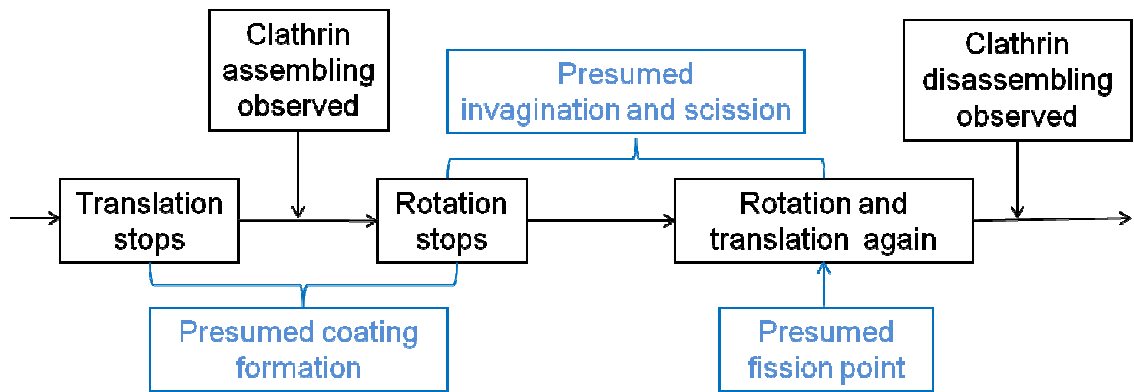 Clathrin
assembling
observed
Presumed
invagination and scission
Clathrin
disassembling
observed
Translation
stops
Rotation
stops
Rotation and
translation again
Presumed coating
formation
Presumed
fission point